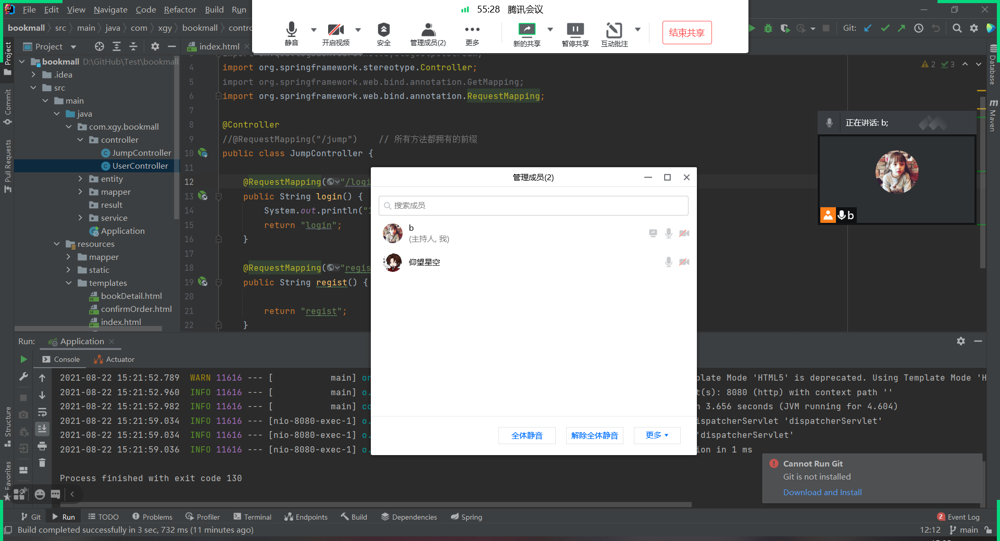 File Edit View Navigate Code Refactor Build Run
55:28 腾讯会议
静音 开启视频 安全 管理成员(2) 更多 新的共享 暂停共享 互动批注 结束共享
bookmall src main java com xgy bookmall contro
Git:
Project
index.html
bookmall D:\GitHub\Test\bookmall
.idea
src
main
java
com.xgy.bookmall
controller
JumpController
UserController
entity
mapper
result
service
Application
resources
mapper
static
templates
bookDetail.html
confirmOrder.html
index.html
4 import org.springframework.stereotype.Controller;
5 import org.springframework.web.bind.annotation.GetMapping;
6 import org.springframework.web.bind.annotation.RequestMapping;
7
8 @Controller
9 //@RequestMapping("/jump") // 所有方法都拥有的前缀
10 public class JumpController {
11
12 @RequestMapping("/logi
13 public String login() {
14 System.out.println("
15 return "login";
16 }
17
18 @RequestMapping("regis
19 public String regist() {
20
21 return "regist";
22 }
2 3
正在讲话: b;
b
管理成员(2)
搜索成员
b
(主持人, 我)
仰望星空
全体静音 解除全体静音 更多
Project
Commit
Pull Requests
Structure
Favorites
Database
m Maven
Run: Application
Console Actuator
2021-08-22 15:21:52.789 WARN 11616 --- [ main] or
plate Mode 'HTML5' is deprecated. Using Template Mode 'H
2021-08-22 15:21:52.960 INFO 11616 --- [ main] o.
t(s): 8080 (http) with context path ''
2021-08-22 15:21:52.982 INFO 11616 --- [ main] co
n 3.656 seconds (JVM running for 4.604)
2021-08-22 15:21:59.034 INFO 11616 --- [nio-8080-exec-1] o.
ispatcherServlet 'dispatcherServlet'
2021-08-22 15:21:59.034 INFO 11616 --- [nio-8080-exec-1] o.
'dispatcherServlet'
2021-08-22 15:21:59.036 INFO 11616 --- [nio-8080-exec-1] o.
ion in 1 ms
Process finished with exit code 130
Cannot Run Git
Git is not installed
Download and Install
Git Run TODO Problems Profiler Terminal Endpoints Build Dependencies Spring
2 Event Log
Build completed successfully in 3 sec, 732 ms (11 minutes ago)
12:12 main